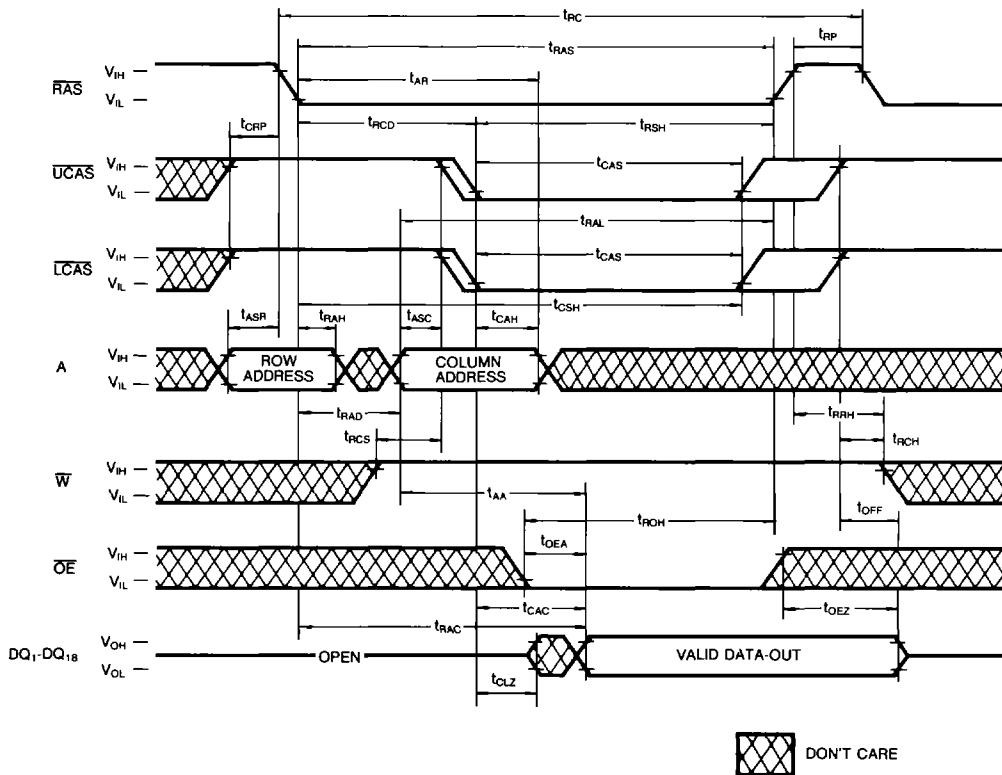 tRC
tRP
tRAS
tAR
RAS
VIH
VIL
tCRP
tRCD
tRSH
UCAS
VIH
VIL
tCAS
tRAL
LCAS
VIH
VIL
tCAS
tCSH
tASR
tRAH
tASC
tCAH
A
VIH
VIL
ROW ADDRESS
COLUMN ADDRESS
tRAD
tRRH
tRCS
tRCH
W
VIH
VIL
tAA
tOFF
tROH
OE
VIH
VIL
tOEA
tCAC
tOEZ
tRAC
DQ1-DQ18
VOH
VOL
OPEN
VALID DATA-OUT
tCLZ
DON'T CARE